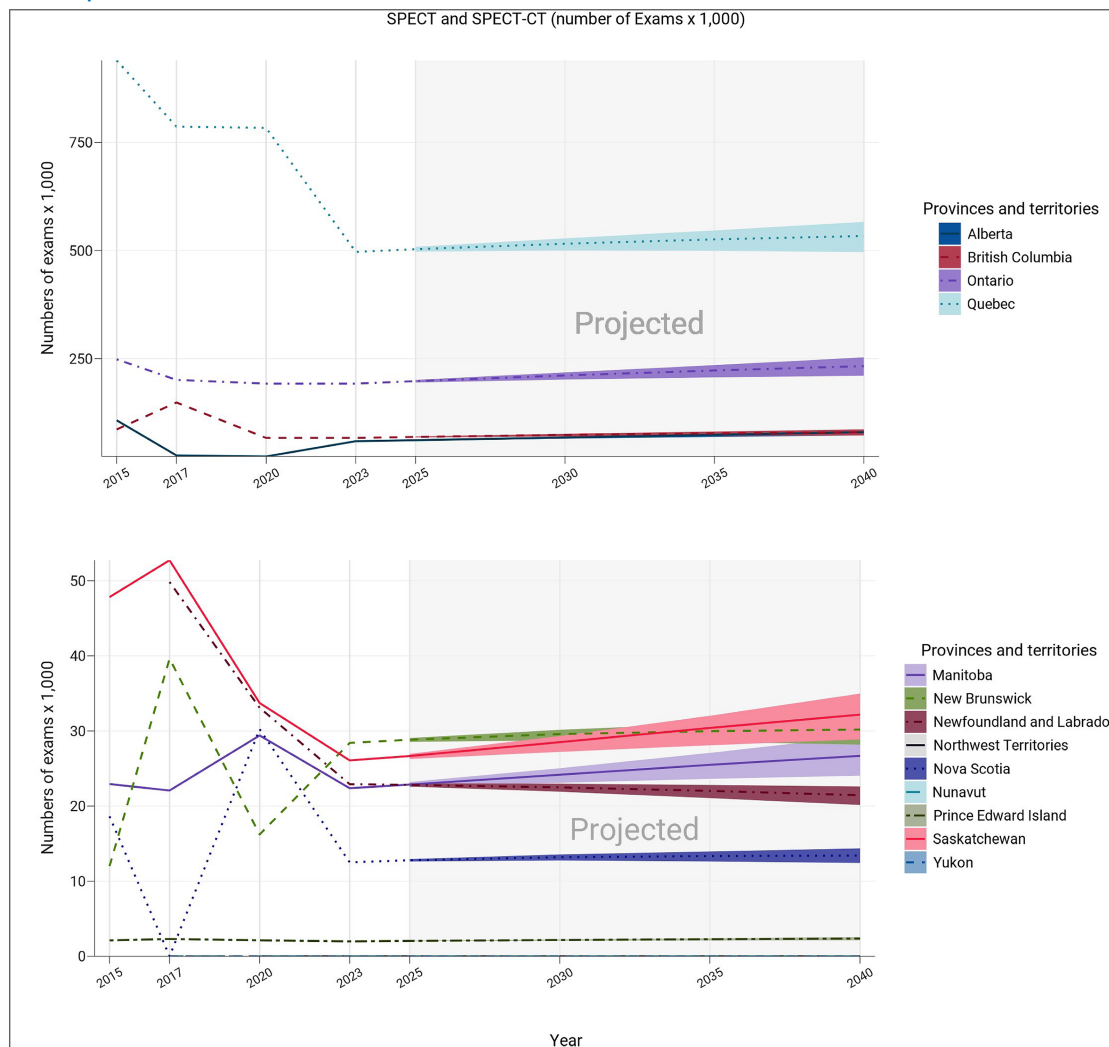 SPECT and SPECT-CT (number of Exams x 1,000)
Numbers of exams x 1,000
750
500
250
Projected
2015
2017
2020
2023
2025
2030
2035
2040
Provinces and territories
Alberta
British Columbia
Ontario
Quebec
Numbers of exams x 1,000
50
40
30
20
10
0
Projected
2015
2017
2020
2023
2025
2030
2035
2040
Provinces and territories
Manitoba
New Brunswick
Newfoundland and Labrado
Northwest Territories
Nova Scotia
Nunavut
Prince Edward Island
Saskatchewan
Yukon
Year